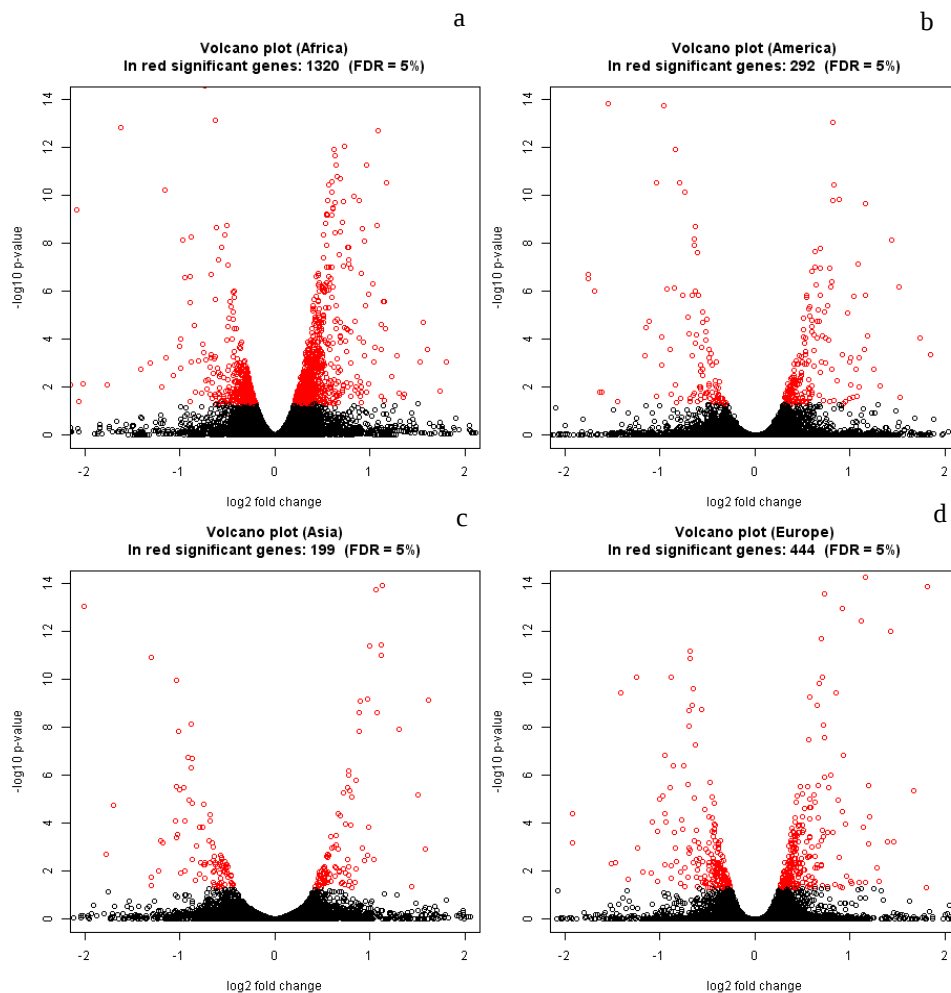 a
Volcano plot (Africa)
In red significant genes: 1320 (FDR = 5%)
14
12
10
8
6
4
2
0
-log10 p-value
-2
-1
0
1
2
log2 fold change
b
Volcano plot (America)
In red significant genes: 292 (FDR = 5%)
14
12
10
8
6
4
2
0
-log10 p-value
-2
-1
0
1
2
log2 fold change
c
Volcano plot (Asia)
In red significant genes: 199 (FDR = 5%)
14
12
10
8
6
4
2
0
-log10 p-value
-2
-1
0
1
2
log2 fold change
d
Volcano plot (Europe)
In red significant genes: 444 (FDR = 5%)
14
12
10
8
6
4
2
0
-log10 p-value
-2
-1
0
1
2
log2 fold change